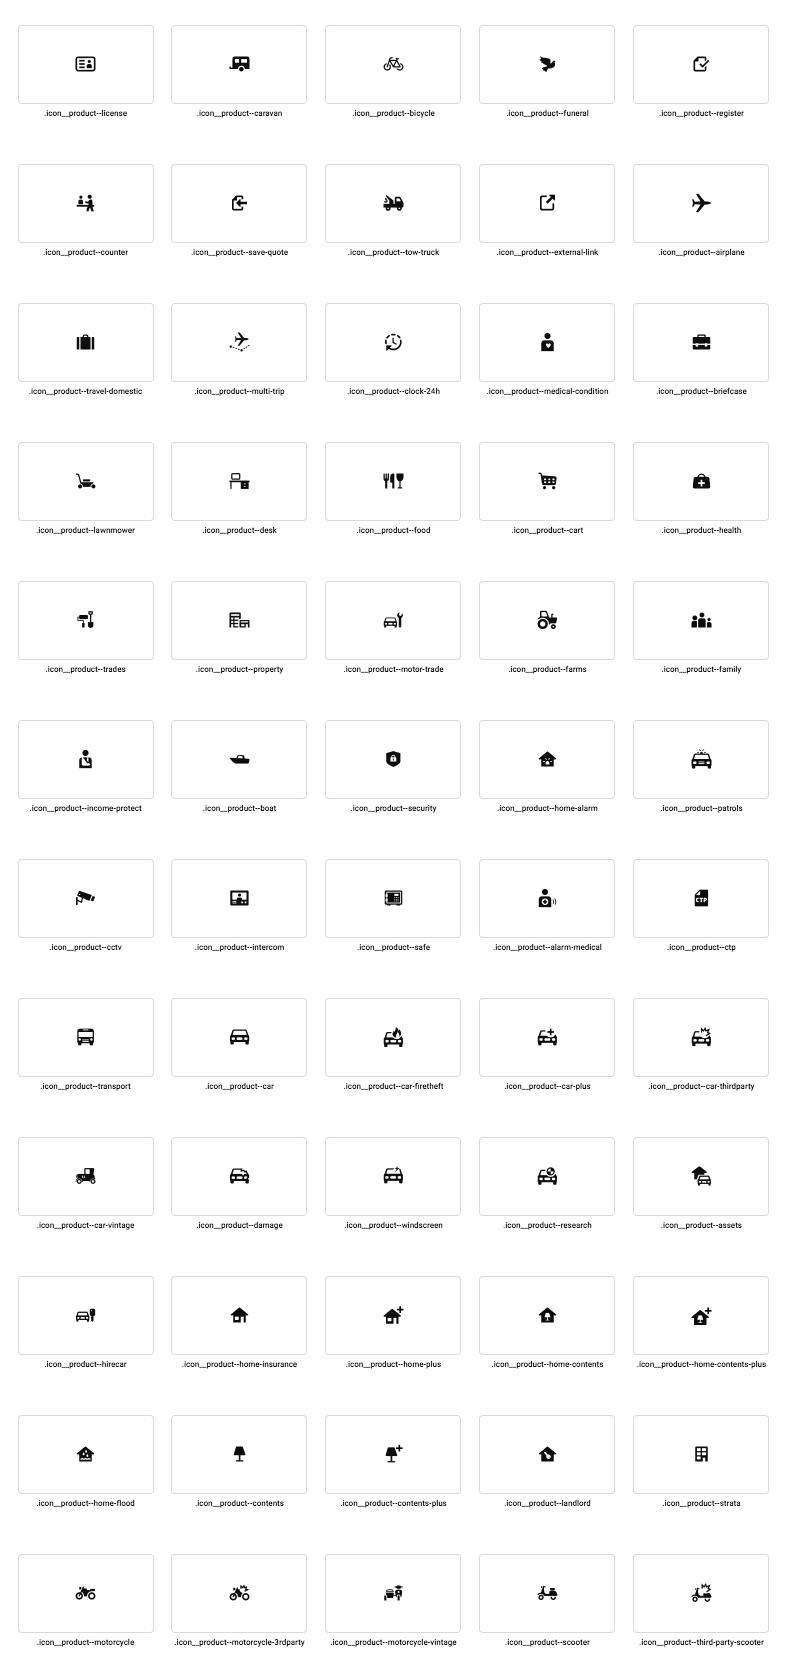 .icon__product--license
.icon__product--caravan
.icon__product--bicycle
.icon__product--funeral
.icon__product--register
.icon__product--counter
.icon__product--save-quote
.icon__product--tow-truck
.icon__product--external-link
.icon__product--airplane
.icon__product--travel-domestic
.icon__product--multi-trip
.icon__product--clock-24h
.icon__product--medical-condition
.icon__product--briefcase
.icon__product--lawnmower
.icon__product--desk
.icon__product--food
.icon__product--cart
.icon__product--health
.icon__product--trades
.icon__product--property
.icon__product--motor-trade
.icon__product--farms
.icon__product--family
.icon__product--income-protect
.icon__product--boat
.icon__product--security
.icon__product--home-alarm
.icon__product--patrols
CTP
.icon__product--cctv
.icon__product--intercom
.icon__product--safe
.icon__product--alarm-medical
.icon__product--ctp
.icon__product--transport
.icon__product--car
.icon__product--car-firetheft
.icon__product--car-plus
.icon__product--car-thirdparty
.icon__product--car-vintage
.icon__product--damage
.icon__product--windscreen
.icon__product--research
.icon__product--assets
.icon__product--hirecar
.icon__product--home-insurance
.icon__product--home-plus
.icon__product--home-contents
.icon__product--home-contents-plus
.icon__product--home-flood
.icon__product--contents
.icon__product--contents-plus
.icon__product--landlord
.icon__product--strata
.icon__product--motorcycle
.icon__product--motorcycle-3rdparty
.icon__product--motorcycle-vintage
.icon__product--scooter
.icon__product--third-party-scooter